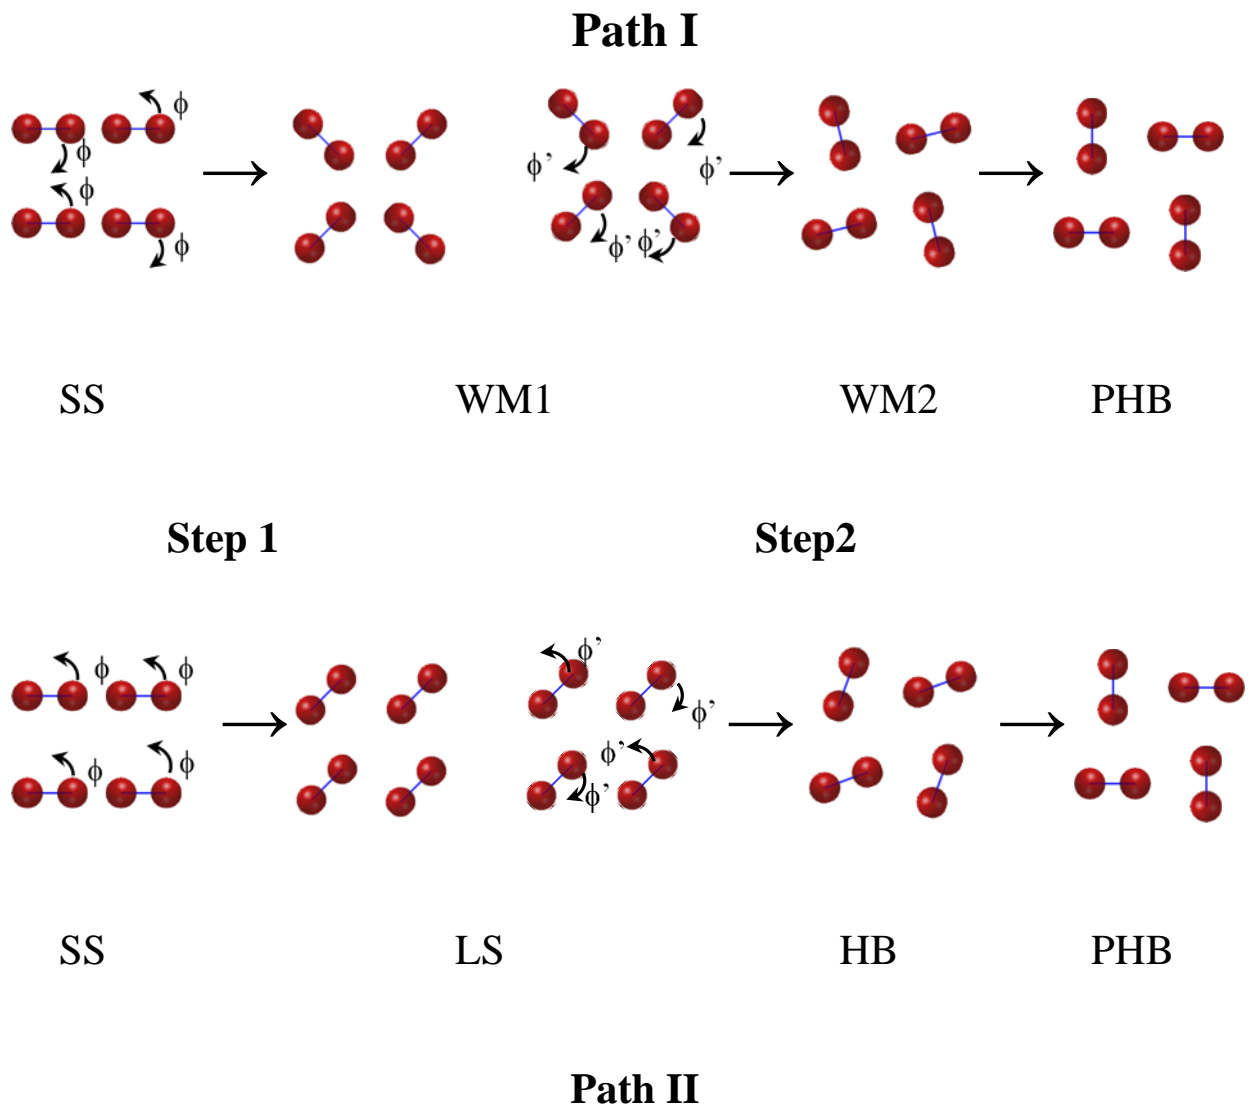 Path I
ϕ
ϕ
ϕ
ϕ
ϕ’
ϕ’
ϕ’ ϕ’
SS WM1 WM2 PHB
Step 1 Step2
ϕ ϕ
ϕ ϕ
ϕ’
ϕ’
ϕ’
ϕ’
SS LS HB PHB
Path II